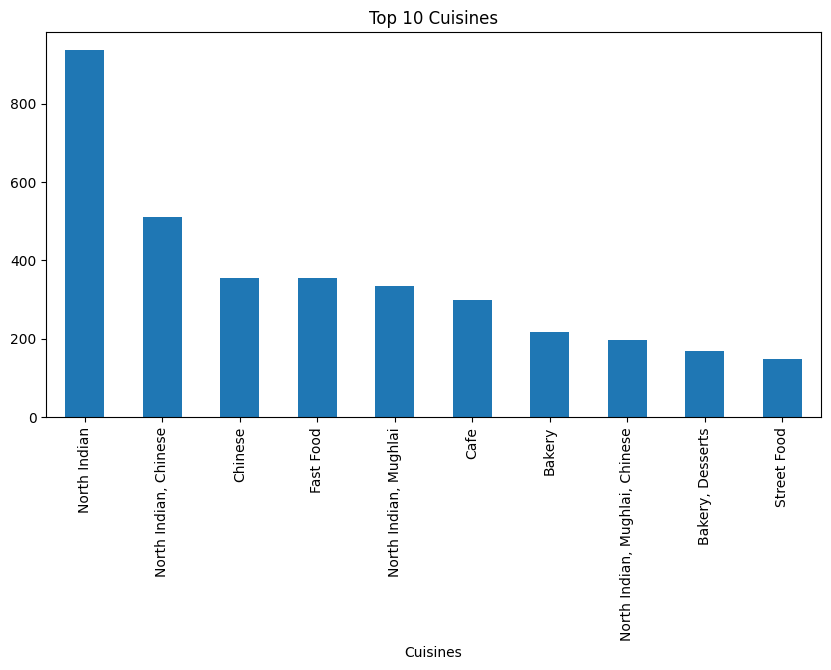 Top 10 Cuisines
800
600
400
200
0
North Indian
North Indian, Chinese
Chinese
Fast Food
North Indian, Mughlai
Cafe
Bakery
North Indian, Mughlai, Chinese
Bakery, Desserts
Street Food
Cuisines